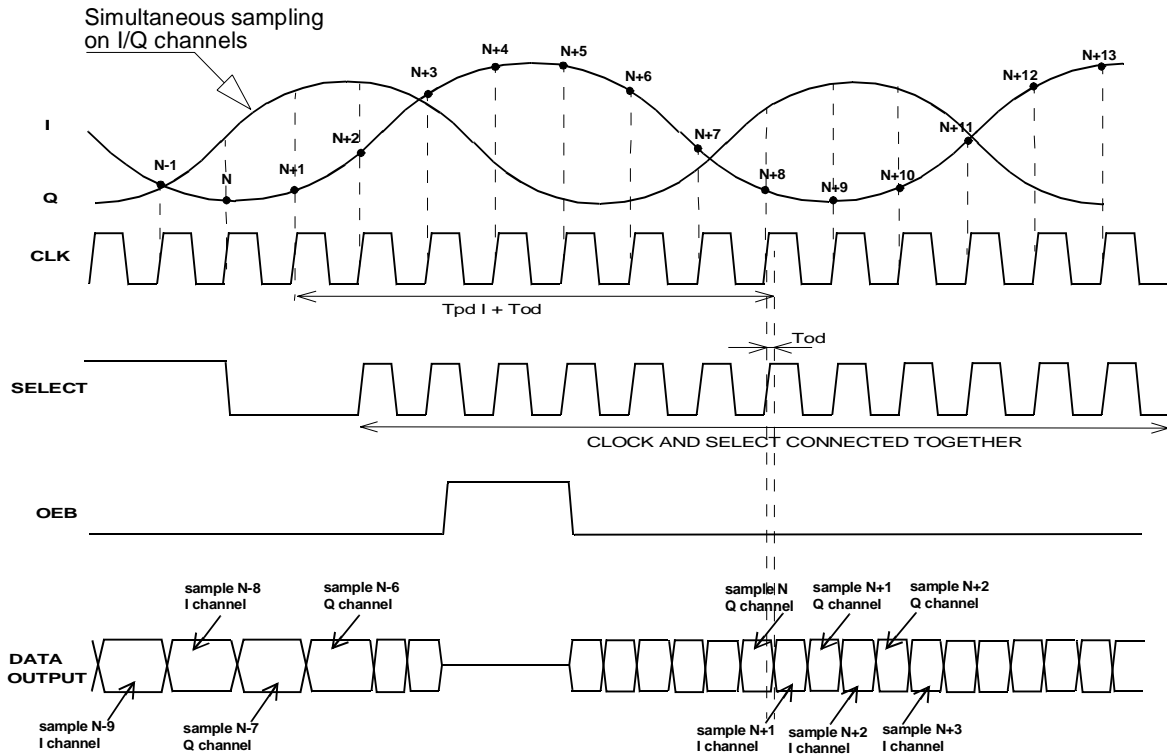 Simultaneous sampling
on I/Q channels
N+4
N+5
N+13
N+3
N+6
N+12
I
N+2
N+7
N+11
N-1
N
N+1
N+8
N+9
N+10
Q
CLK
Tpd I + Tod
Tod
SELECT
CLOCK AND SELECT CONNECTED TOGETHER
OEB
sample N-8
I channel
sample N-6
Q channel
sample N
Q channel
sample N+1
Q channel
sample N+2
Q channel
DATA
OUTPUT
sample N-9
I channel
sample N-7
Q channel
sample N+1
I channel
sample N+2
I channel
sample N+3
I channel